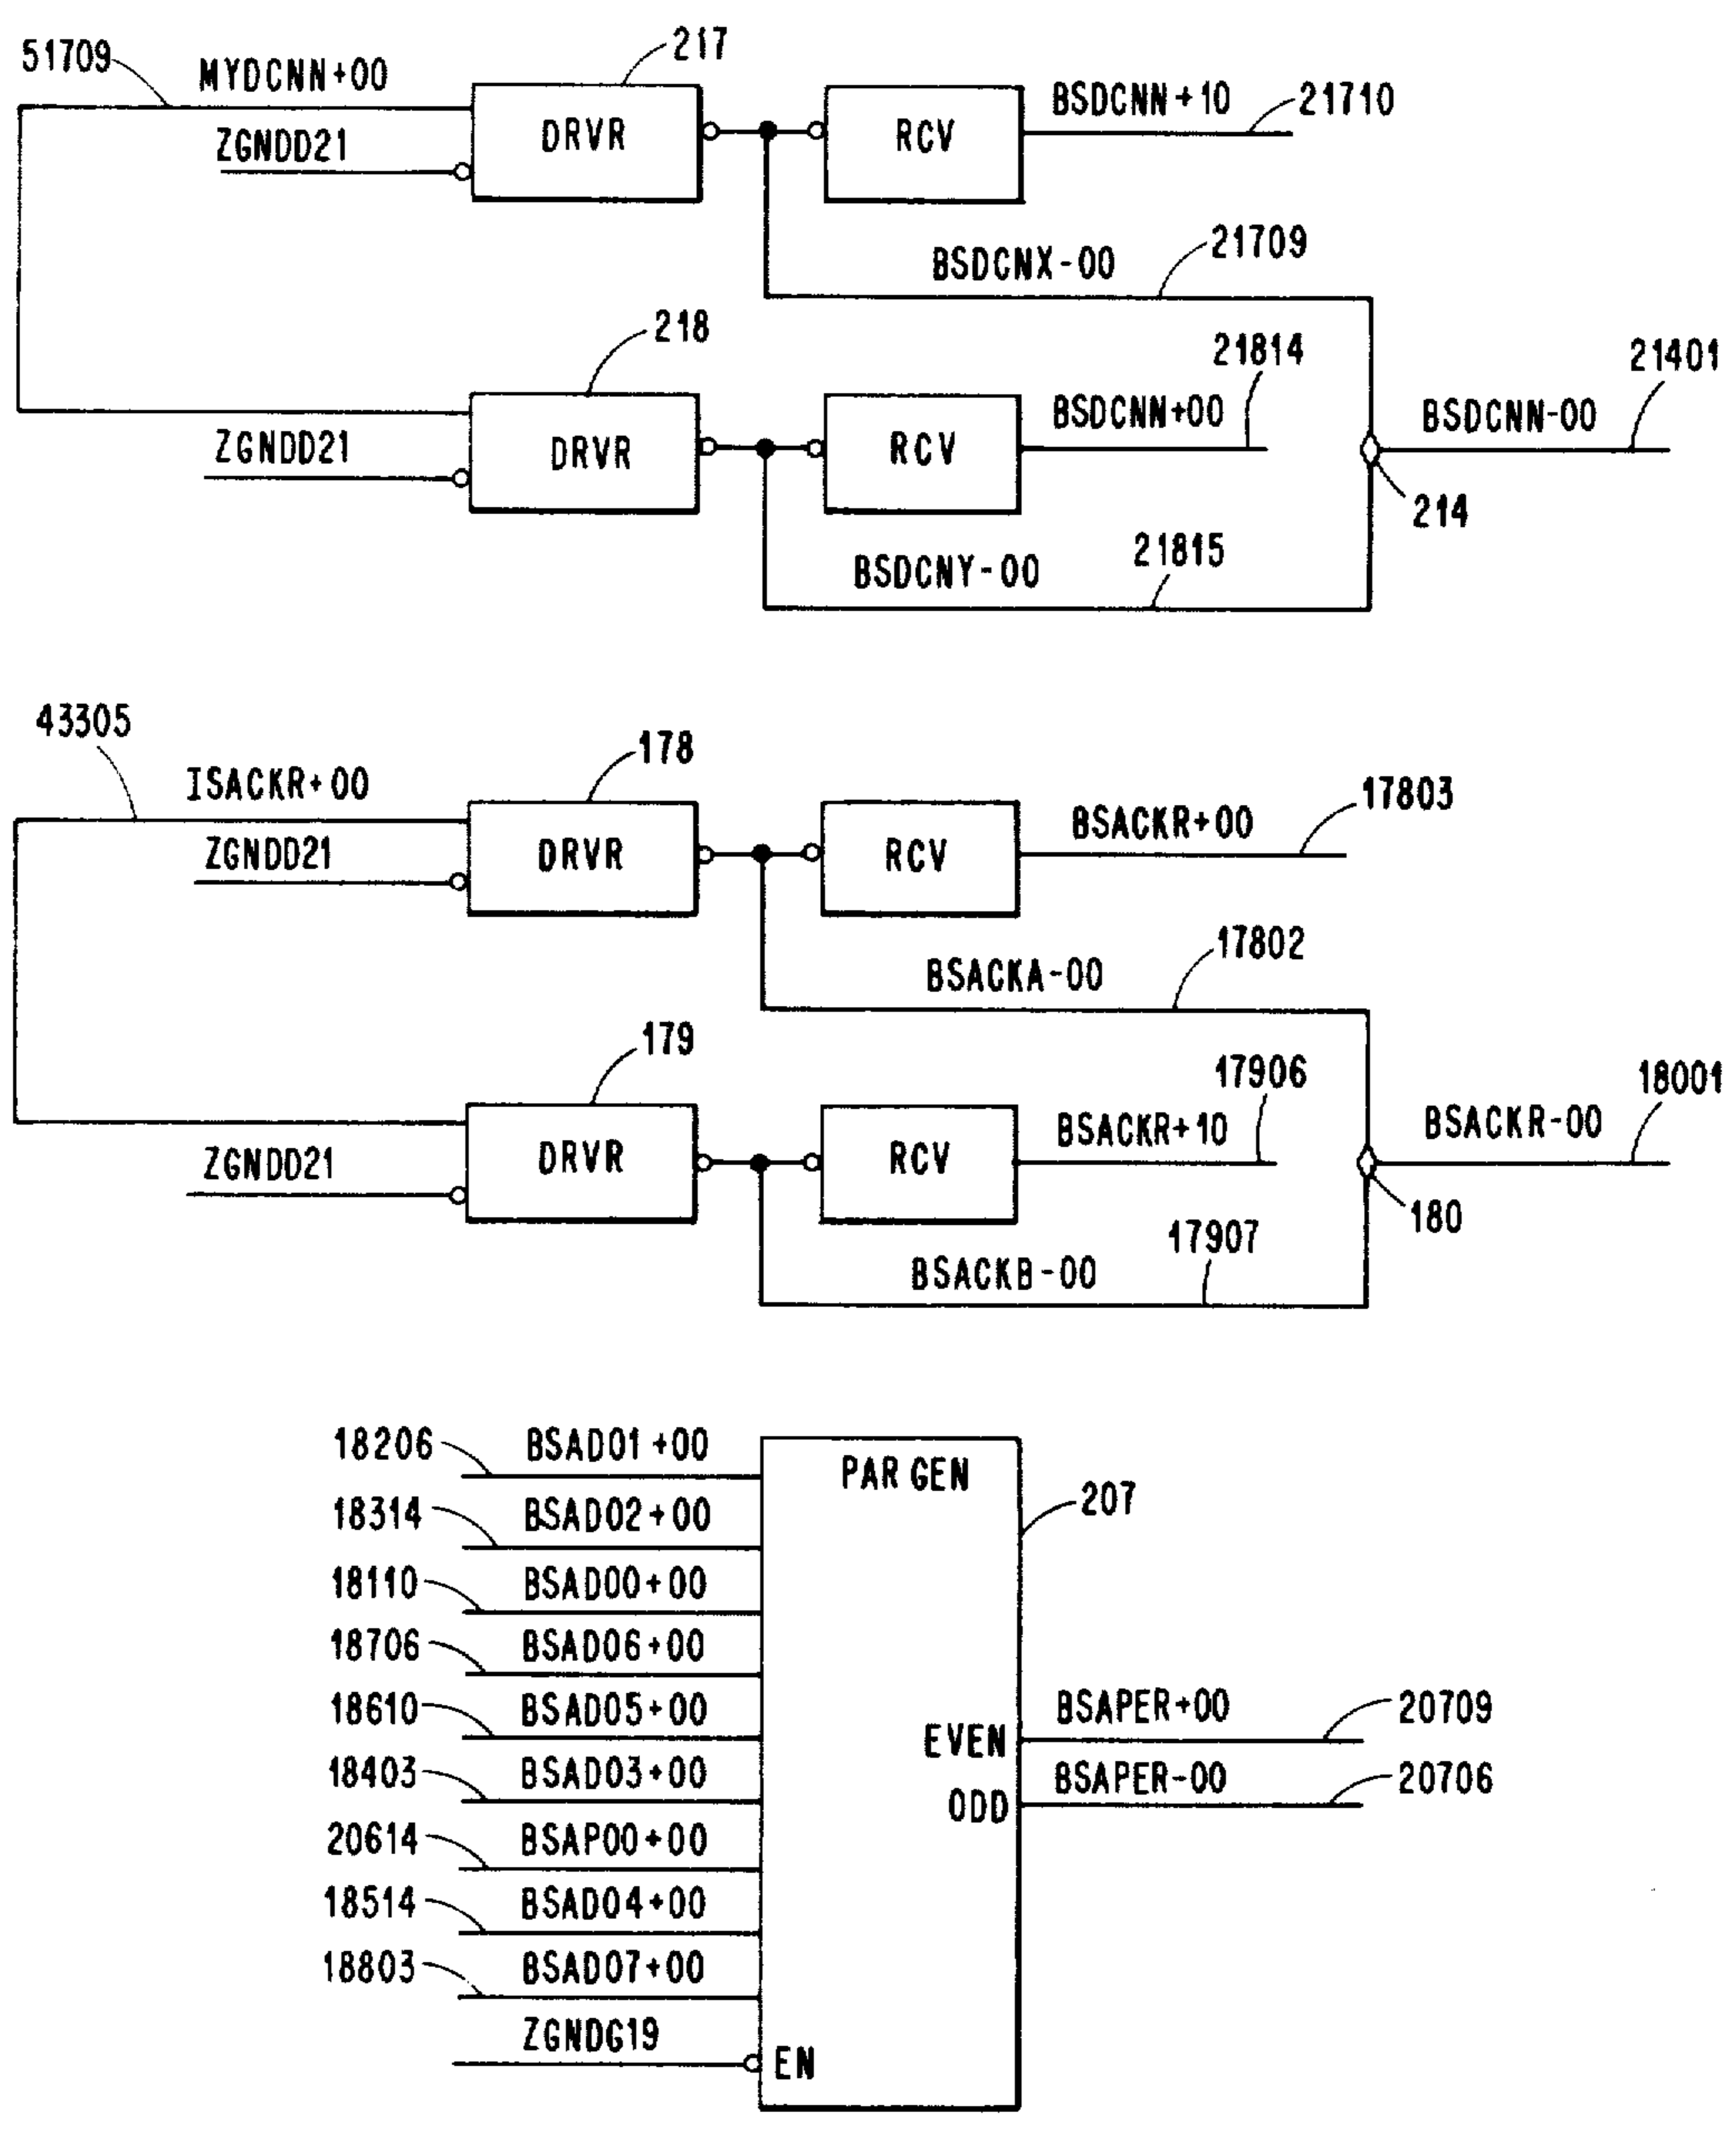 51709
MYDCNN+00
217
ZGNDD21
DRVR
RCV
BSDCNN+10
21710
BSDCNX-00
21709
218
ZGNDD21
DRVR
RCV
BSDCNN+00
21814
BSDCNN-00
21401
214
BSDCNY-00
21815
43305
ISACKR+00
178
ZGNDD21
DRVR
RCV
BSACKR+00
17803
BSACKA-00
17802
179
ZGNDD21
DRVR
RCV
BSACKR+10
17906
BSACKR-00
18001
180
BSACKB-00
17907
18206 BSAD01+00
PAR GEN
207
18314 BSAD02+00
18110 BSAD00+00
18706 BSAD06+00
18610 BSAD05+00
EVEN BSAPER+00 20709
18403 BSAD03+00
ODD BSAPER-00 20706
20614 BSAP00+00
18514 BSAD04+00
18803 BSAD07+00
ZGNDG19
EN